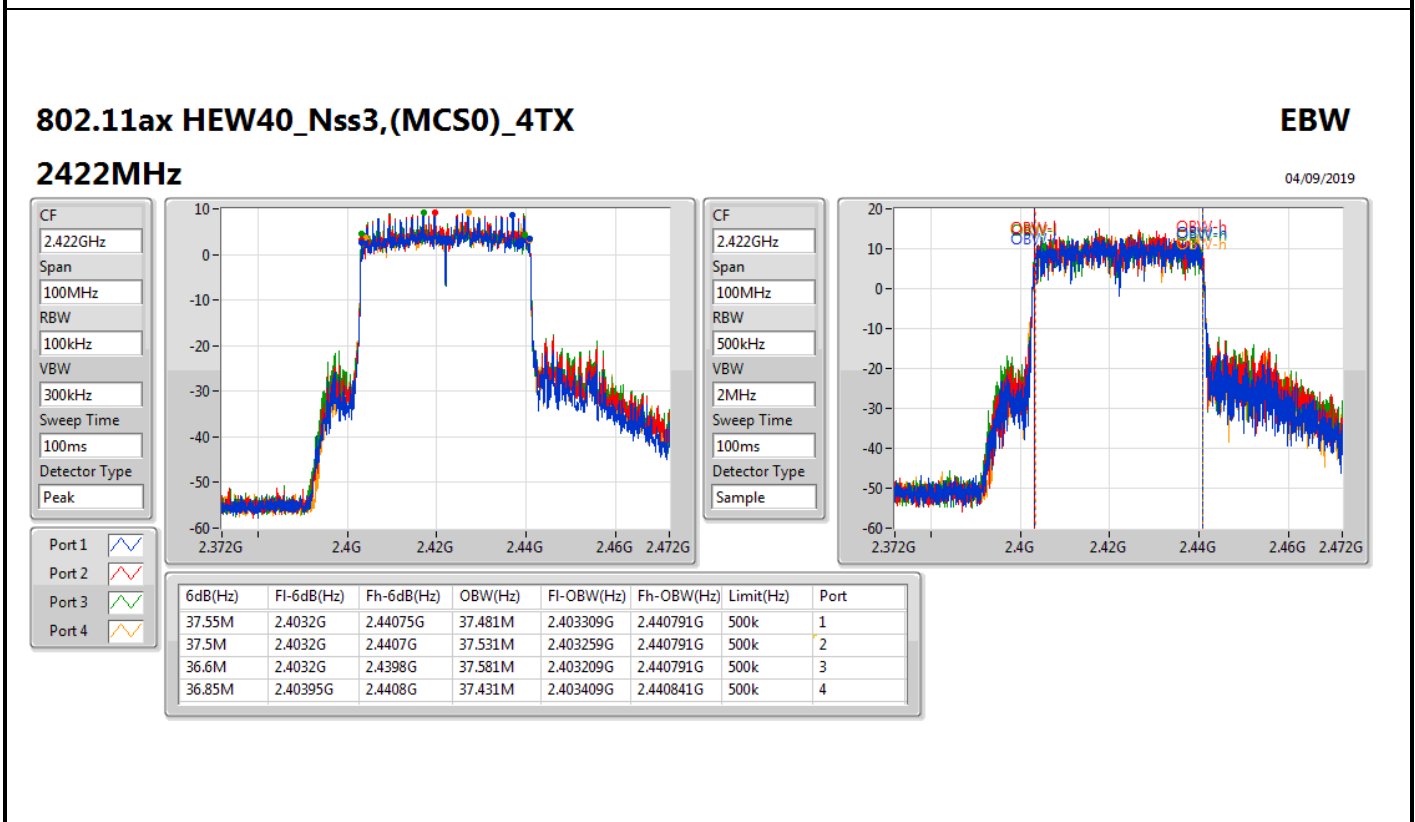 802.11ax HEW40_Nss3,(MCS0)_4TX EBW
2422MHz 04/09/2019
CF
2.422GHz
Span
100MHz
RBW
100kHz
VBW
300kHz
Sweep Time
100ms
Detector Type
Peak
10
0
-10
-20
-30
-40
-50
-60
2.372G 2.4G 2.42G 2.44G 2.46G 2.472G
CF
2.422GHz
Span
100MHz
RBW
500kHz
VBW
2MHz
Sweep Time
100ms
Detector Type
Sample
20
10
0
-10
-20
-30
-40
-50
-60
2.372G 2.4G 2.42G 2.44G 2.46G 2.472G
OBW-l OBW-h
Port 1
Port 2
Port 3
Port 4
6dB(Hz) Fl-6dB(Hz) Fh-6dB(Hz) OBW(Hz) Fl-OBW(Hz) Fh-OBW(Hz) Limit(Hz) Port
37.55M 2.4032G 2.44075G 37.481M 2.403309G 2.440791G 500k 1
37.5M 2.4032G 2.4407G 37.531M 2.403259G 2.440791G 500k 2
36.6M 2.4032G 2.4398G 37.581M 2.403209G 2.440791G 500k 3
36.85M 2.40395G 2.4408G 37.431M 2.403409G 2.440841G 500k 4